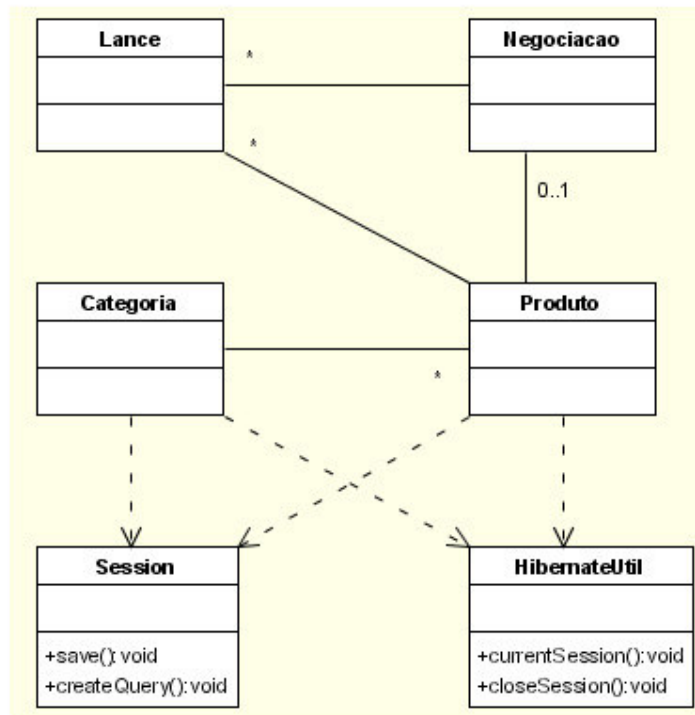 Lance
Negociacao
*
*
0..1
Categoria
Produto
*
Session
HibernateUtil
+save(): void
+createQuery():void
+currentSession():void
+closeSession():void